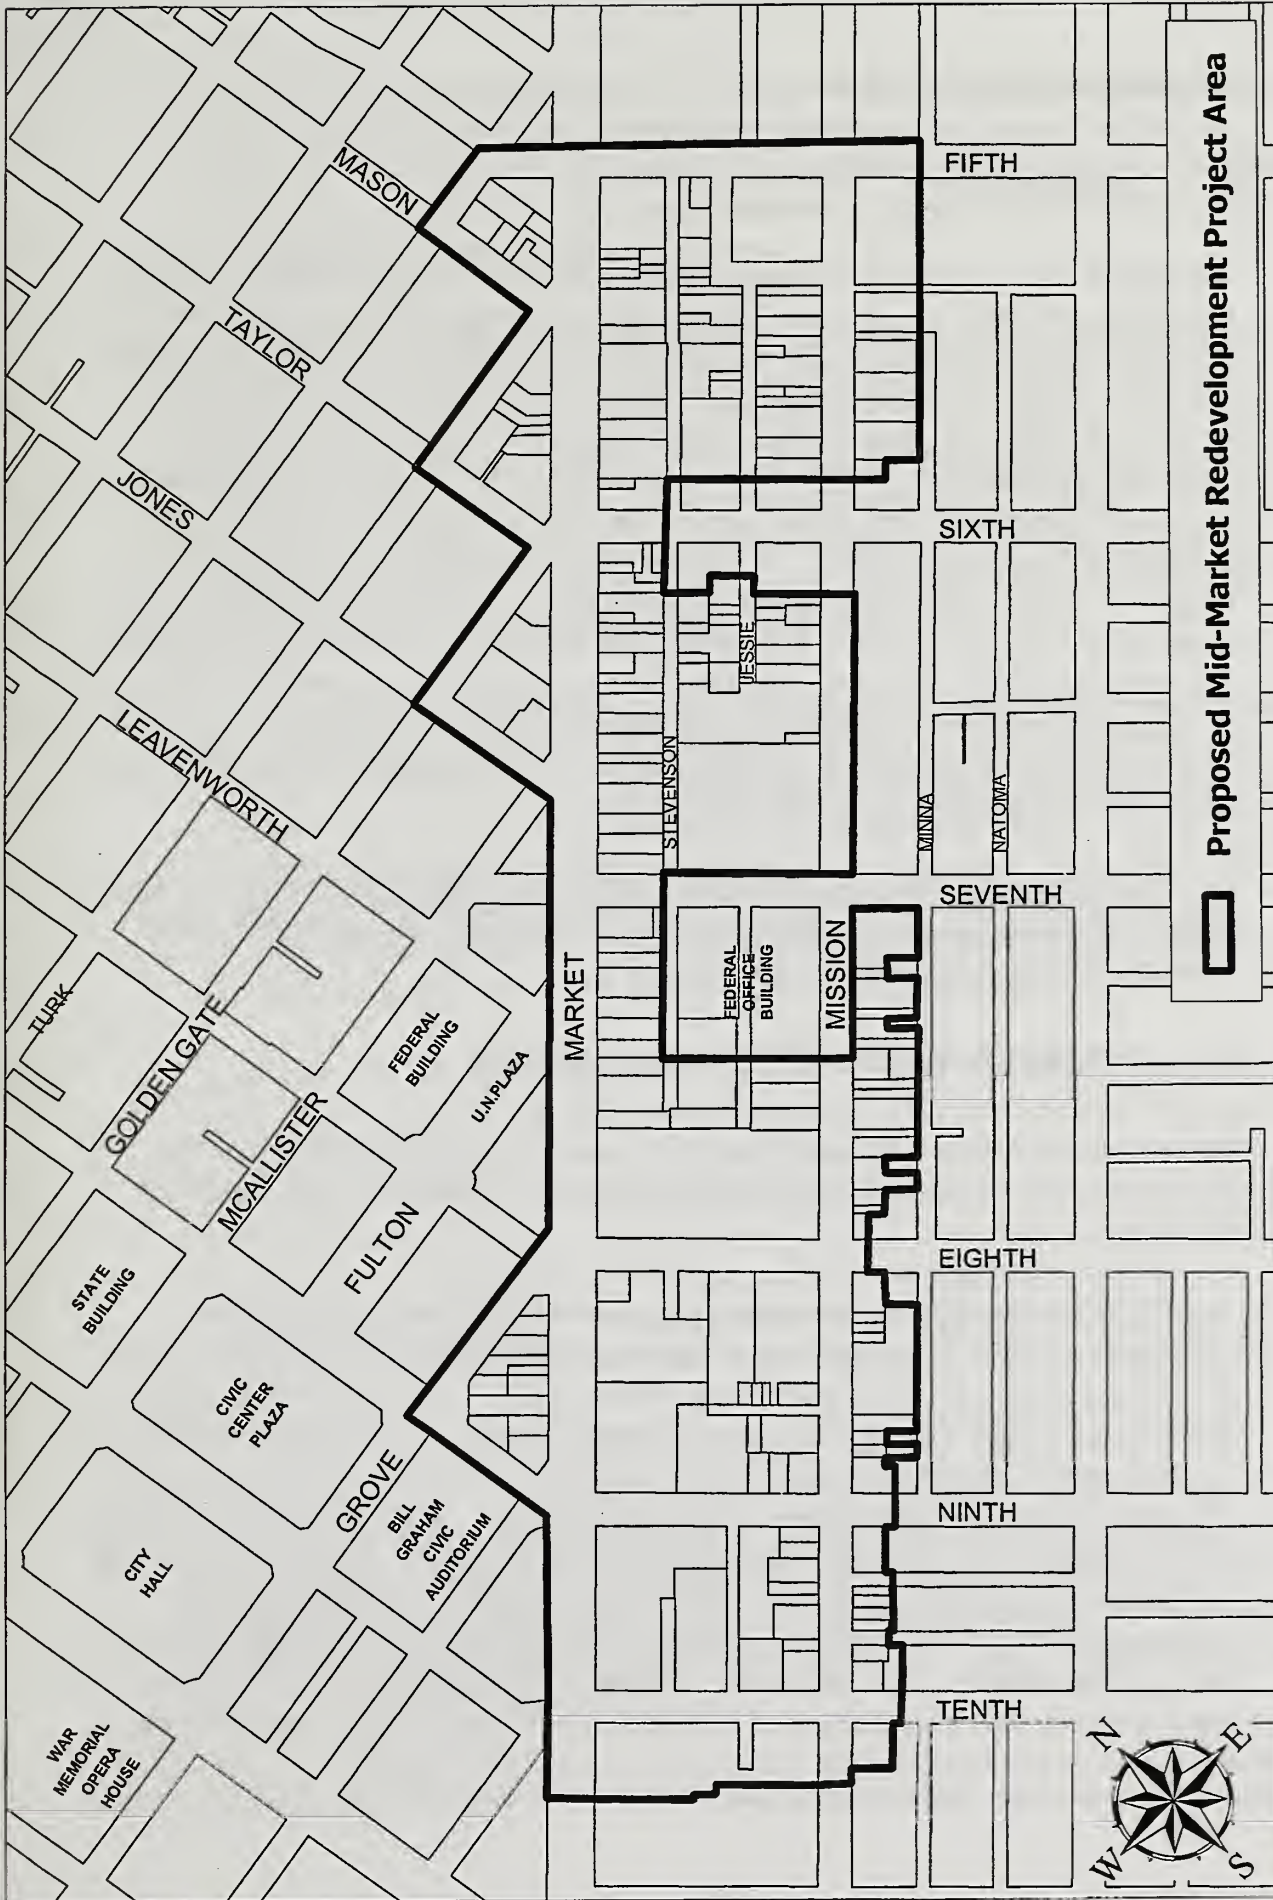 MASON
TAYLOR
JONES
LEAVENWORTH
TURK
GOLDEN GATE
MCALLISTER
FULTON
GROVE
FEDERAL
BUILDING
U.N.PLAZA
STATE
BUILDING
CIVIC
CENTER
PLAZA
CITY
HALL
BILL
GRAHAM
CIVIC
AUDITORIUM
WAR
MEMORIAL
OPERA
HOUSE
MARKET
STEVENSON
JESSIE
FEDERAL
OFFICE
BUILDING
MISSION
MINNA
NATOMA
FIFTH
SIXTH
SEVENTH
EIGHTH
NINTH
TENTH
Proposed Mid-Market Redevelopment Project Area
N
E
S
W